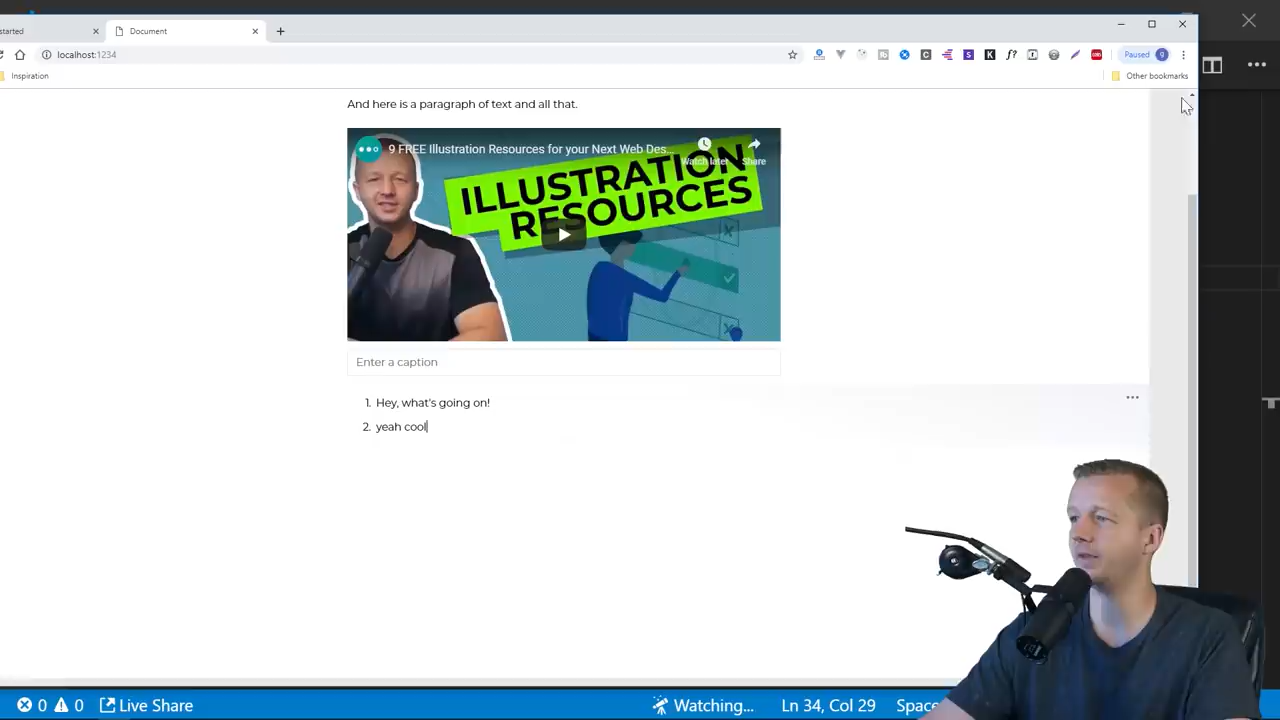 started
Document
localhost:1234
Paused
g
Inspiration
Other bookmarks
And here is a paragraph of text and all that.
9 FREE Illustration Resources for your Next Web Des...
Watch later
Share
ILLUSTRATION
RESOURCES
Enter a caption
1. Hey, what's going on!
2. yeah cool
0 0 Live Share
Watching...
Ln 34, Col 29